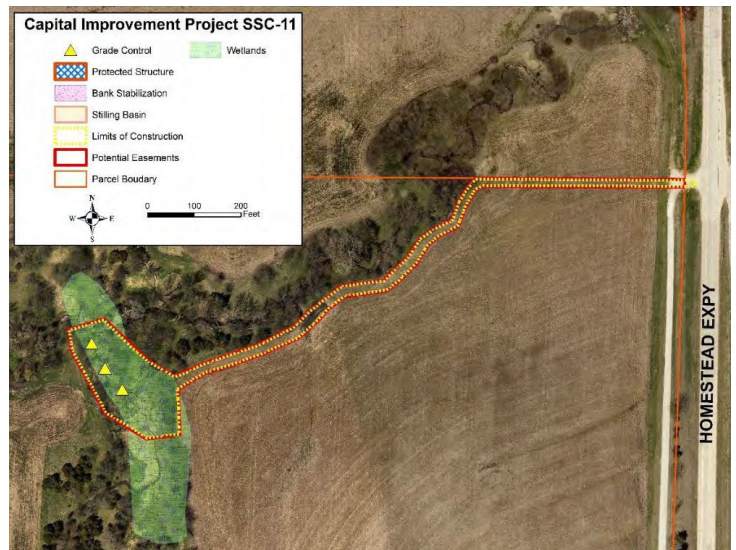 Capital Improvement Project SSC-11
Grade Control
Wetlands
Protected Structure
Bank Stabilization
Stilling Basin
Limits of Construction
Potential Easements
Parcel Boudary
N
W E
S
0 100 200
Feet
HOMESTEAD EXPY